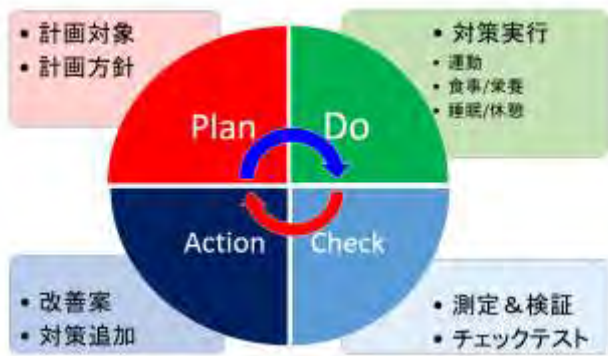 • 計画対象
• 計画方針
• 対策実行
• 運動
• 食事/栄養
• 睡眠/休憩
Plan
Do
Action
Check
• 改善案
• 対策追加
• 測定＆検証
• チェックテスト